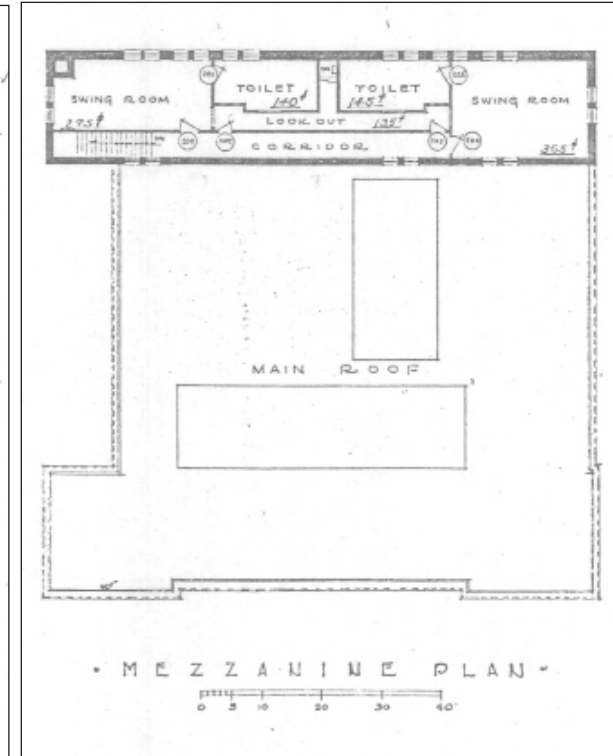 TOILET
TOILET
SWING ROOM
140
145
SWING ROOM
LOOK OUT
135
275
CORRIDOR
MAIN ROOF
MEZZANINE PLAN
0 5 10 20 30 40'